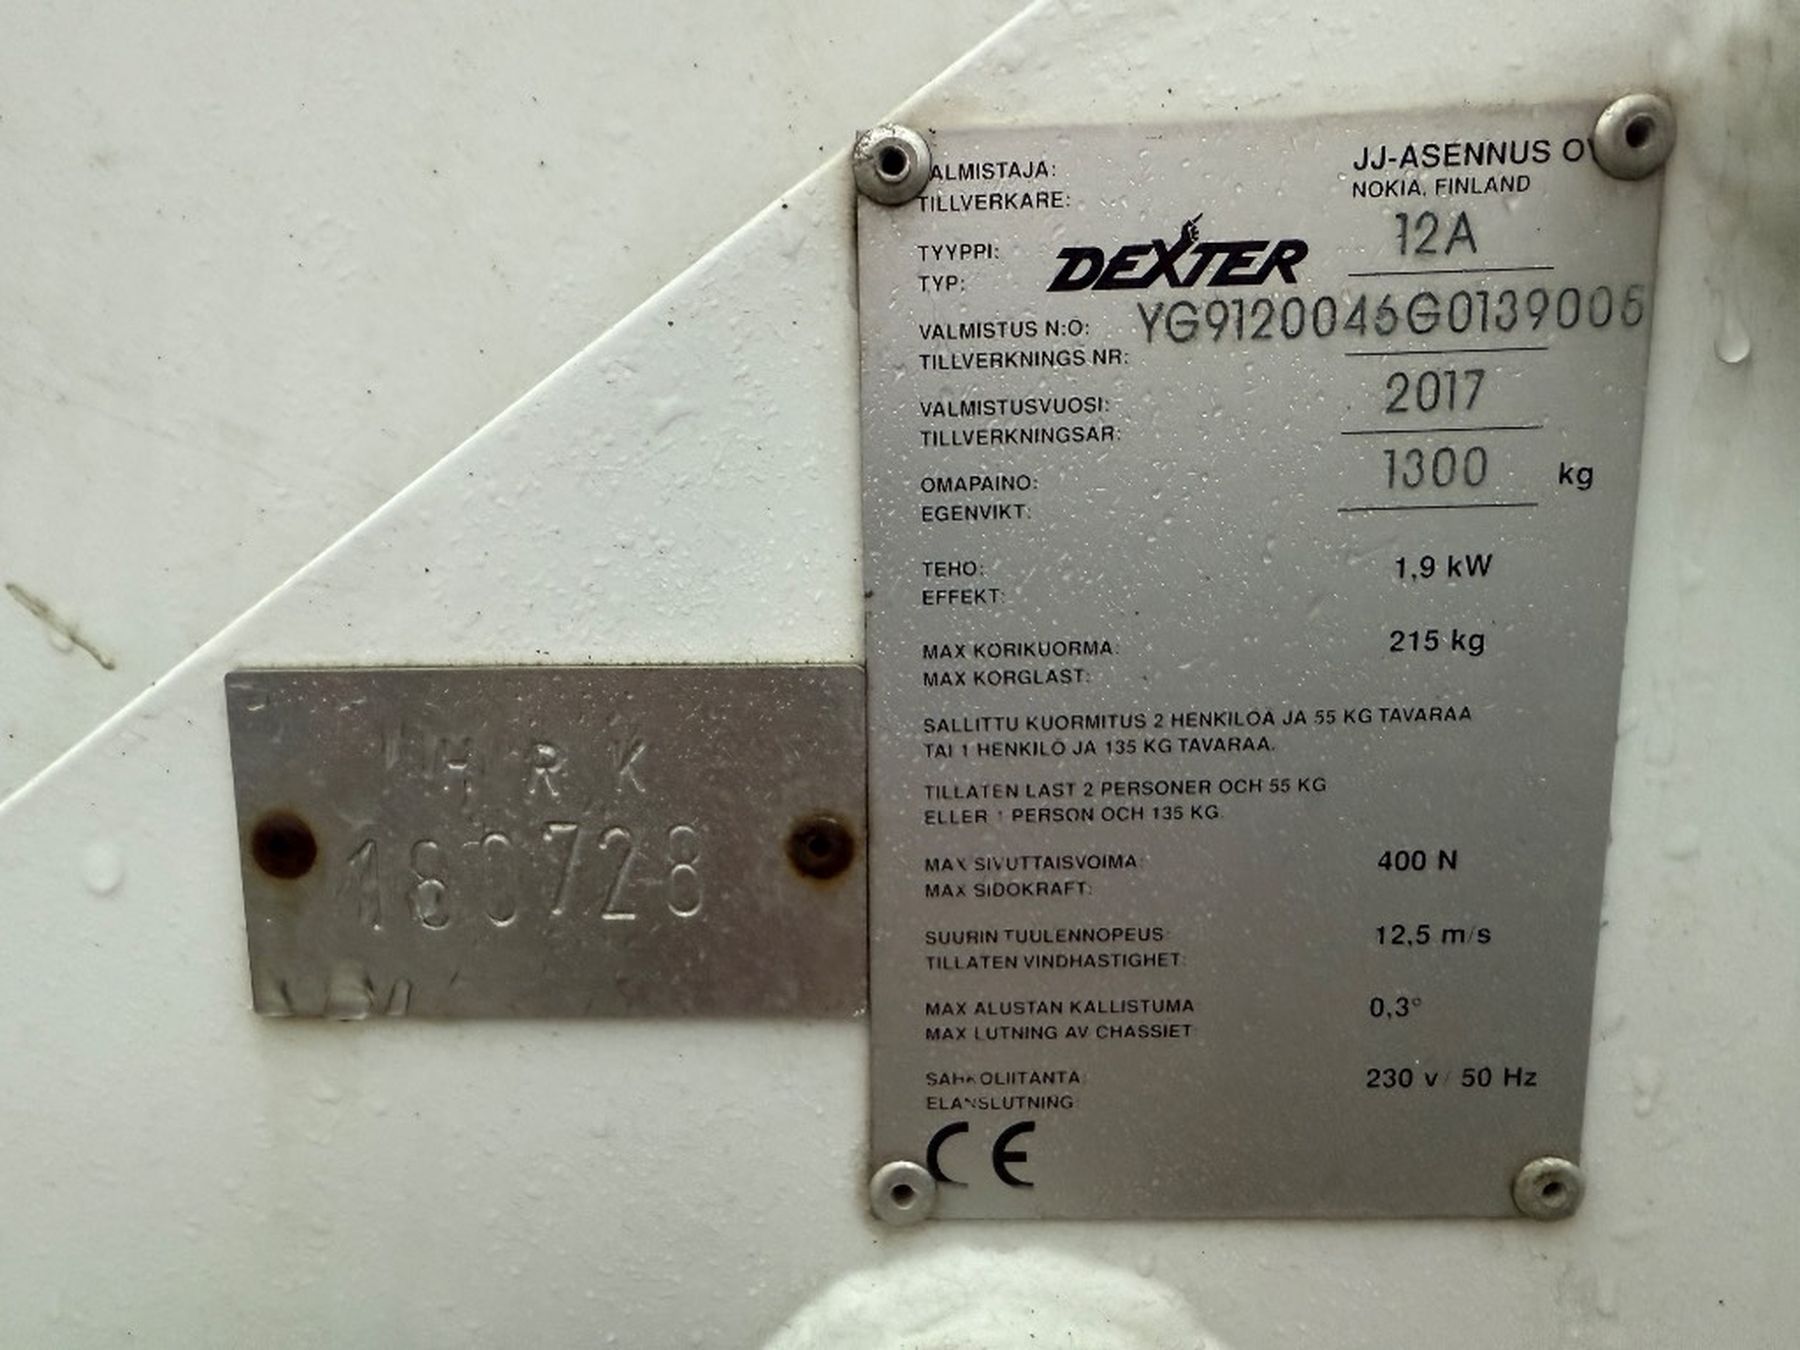 VALMISTAJA: JJ-ASENNUS OY
TILLVERKARE: NOKIA, FINLAND
TYYPPI: DEXTER 12A
TYP:
VALMISTUS N:O: YG9120046G0139006
TILLVERKNINGS NR:
VALMISTUSVUOSI: 2017
TILLVERKNINGSAR:
OMAPAINO: 1300 kg
EGENVIKT:
TEHO: 1,9 kW
EFFEKT:
MAX KORIKUORMA: 215 kg
MAX KORGLAST:
SALLITTU KUORMITUS 2 HENKILÖÄ JA 55 KG TAVARAA
TAI 1 HENKILÖ JA 135 KG TAVARAA.
TILLATEN LAST 2 PERSONER OCH 55 KG
ELLER 1 PERSON OCH 135 KG.
MAX SIVUTTAISVOIMA: 400 N
MAX SIDOKRAFT:
SUURIN TUULENNOPEUS: 12,5 m/s
TILLATEN VINDHASTIGHET:
MAX ALUSTAN KALLISTUMA 0,3°
MAX LUTNING AV CHASSIET:
SAHKOLIITANTA: 230 v/ 50 Hz
ELANSLUTNING:
CE
HRK
180728